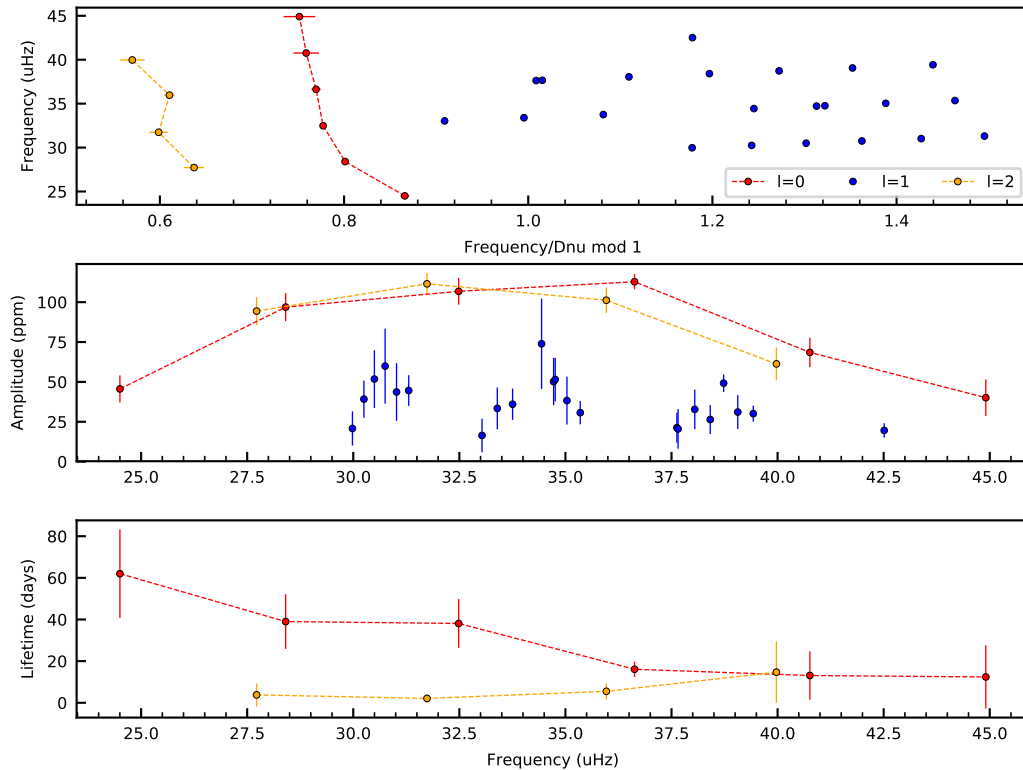 Frequency (uHz)
45
40
35
30
25
0.6 0.8 1.0 1.2 1.4
Frequency/Dnu mod 1
l=0 l=1 l=2
Amplitude (ppm)
100
75
50
25
0
25.0 27.5 30.0 32.5 35.0 37.5 40.0 42.5 45.0
Lifetime (days)
80
60
40
20
0
25.0 27.5 30.0 32.5 35.0 37.5 40.0 42.5 45.0
Frequency (uHz)